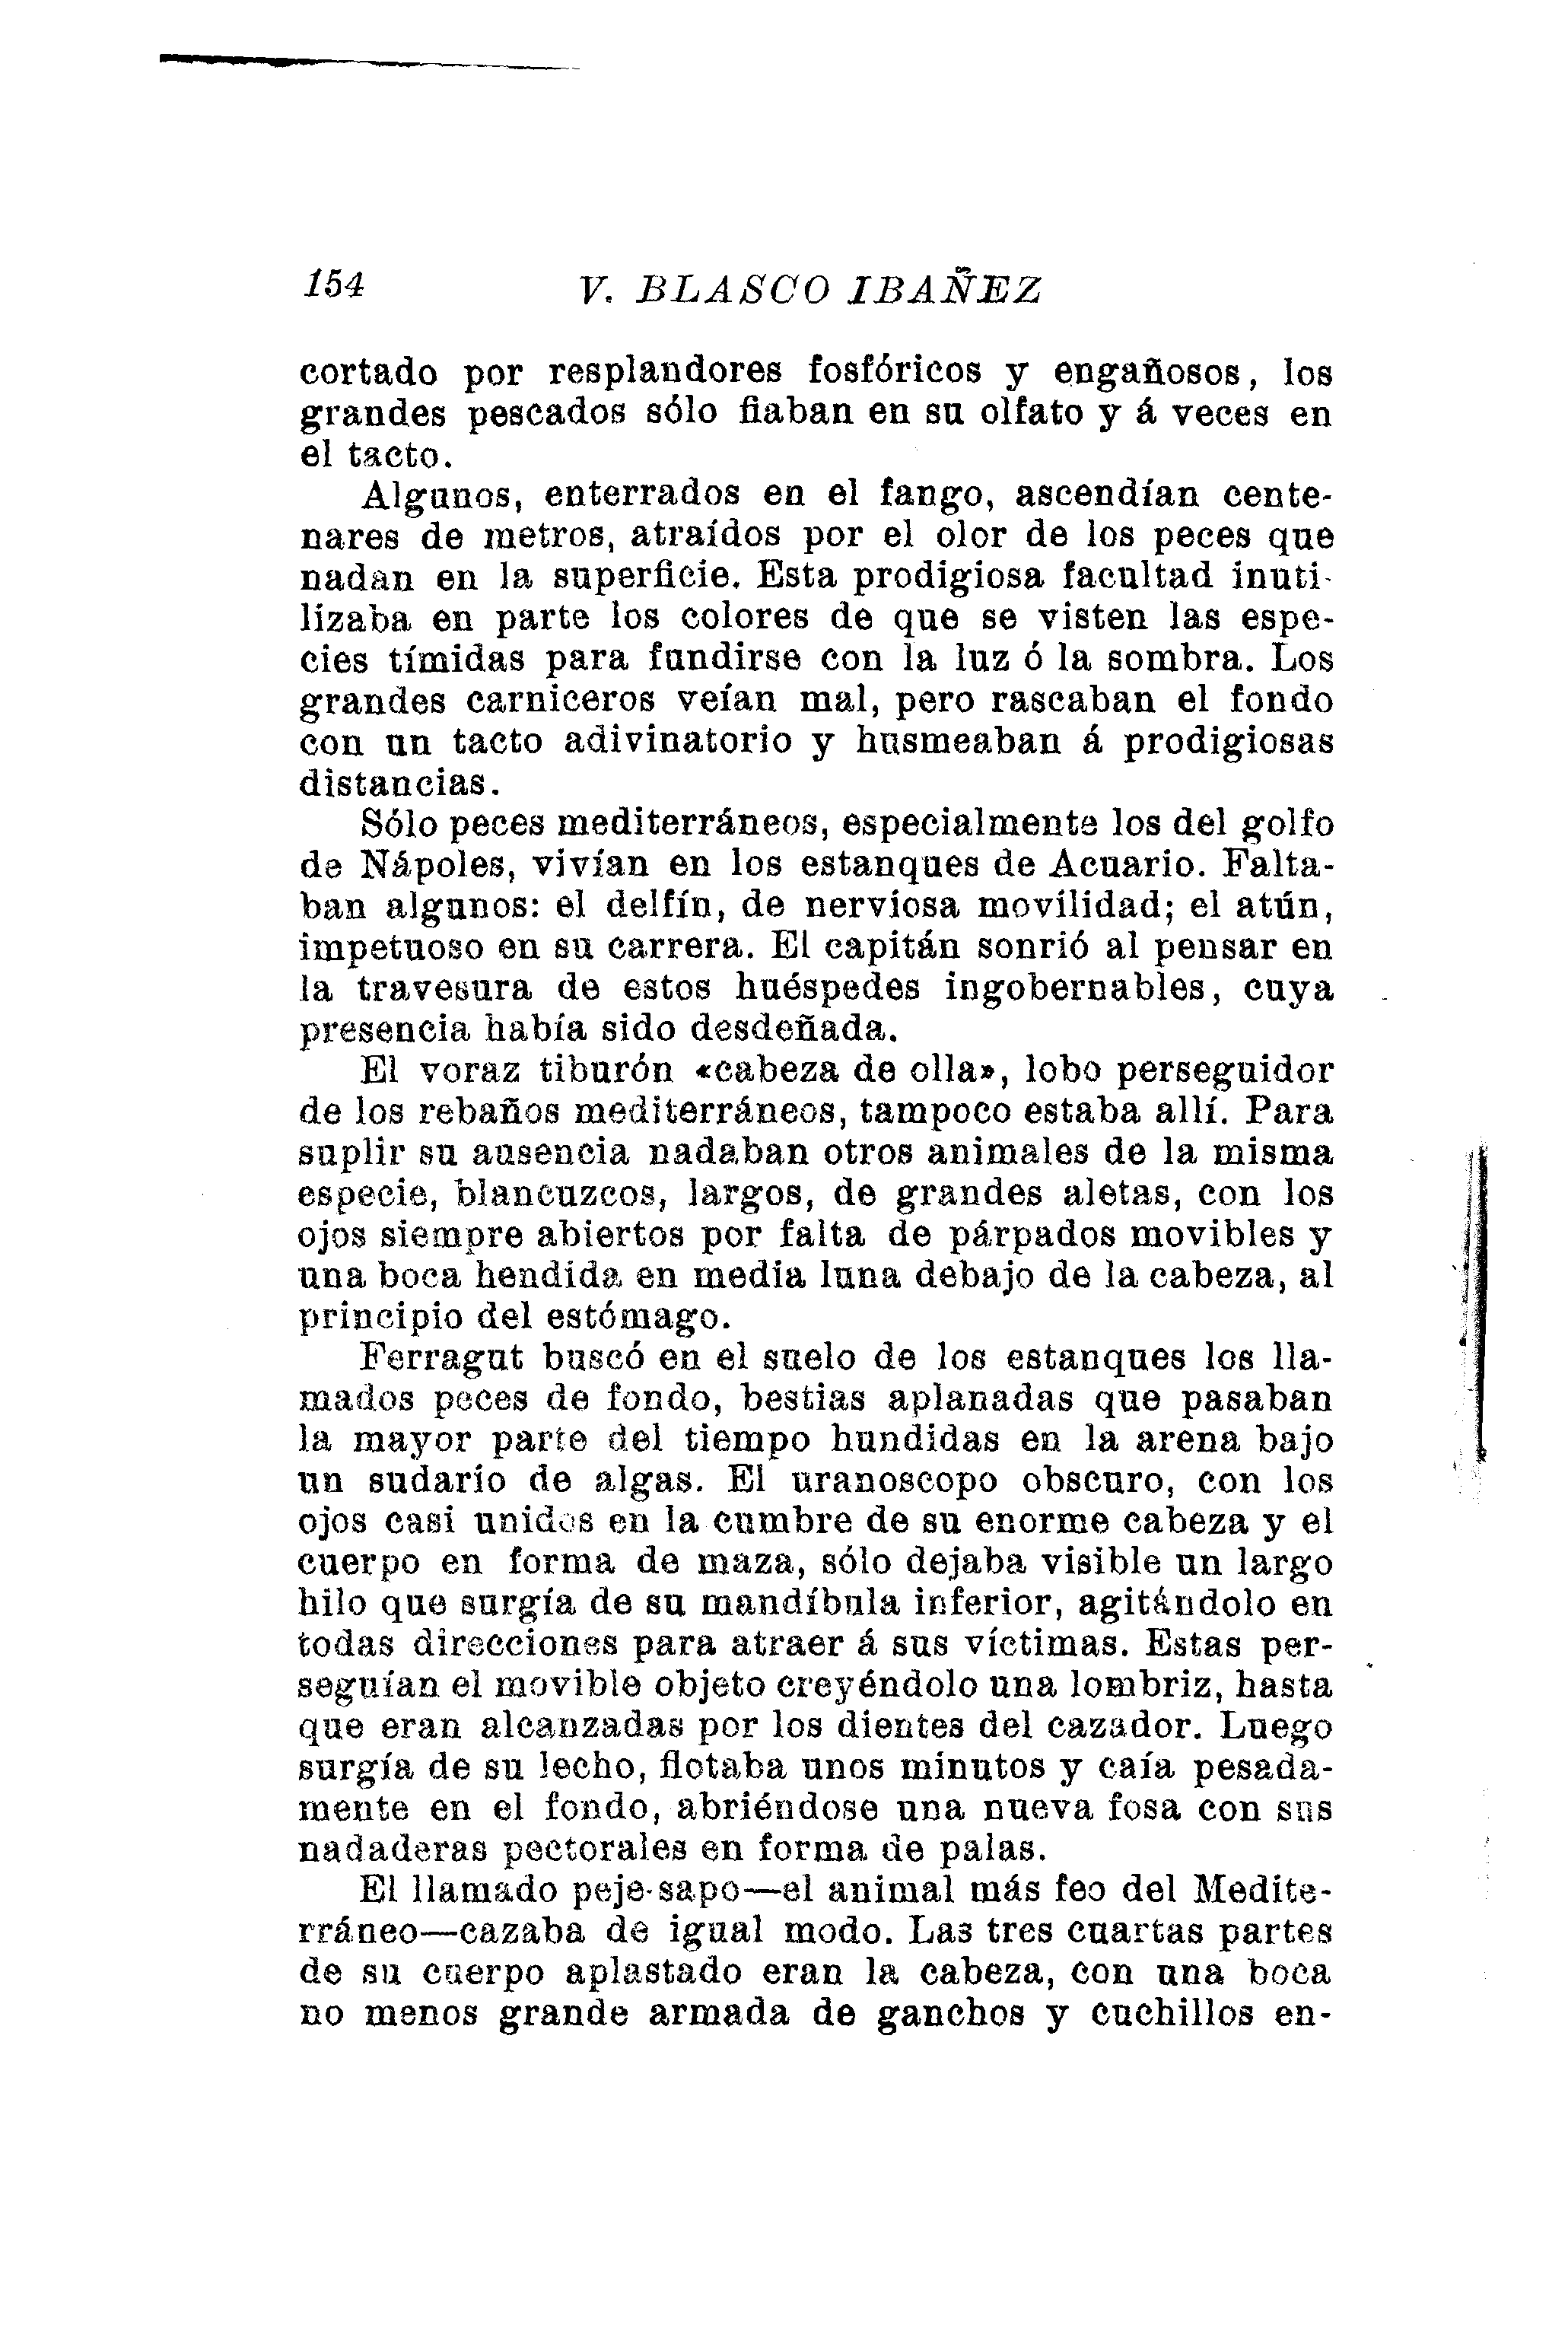 154
V. BLASCO IBAÑEZ
cortado por resplandores fosfóricos y engañosos, los
grandes pescados sólo fiaban en su olfato y á veces en
el tacto.
Algunos, enterrados en el fango, ascendían cente-
nares de metros, atraídos por el olor de los peces que
nadan en la superficie. Esta prodigiosa facultad inuti-
lizaba en parte los colores de que se visten las espe-
cies tímidas para fundirse con la luz ó la sombra. Los
grandes carniceros veían mal, pero rascaban el fondo
con un tacto adivinatorio y husmeaban á prodigiosas
distancias.
Sólo peces mediterráneos, especialmente los del golfo
de Nápoles, vivían en los estanques de Acuario. Falta-
ban algunos: el delfín, de nerviosa movilidad; el atún,
impetuoso en su carrera. El capitán sonrió al pensar en
la travesura de estos huéspedes ingobernables, cuya
presencia había sido desdeñada.
El voraz tiburón «cabeza de olla», lobo perseguidor
de los rebaños mediterráneos, tampoco estaba allí. Para
suplir su ausencia nadaban otros animales de la misma
especie, blancuzcos, largos, de grandes aletas, con los
ojos siempre abiertos por falta de párpados movibles y
una boca hendida en media luna debajo de la cabeza, al
principio del estómago.
Ferragut buscó en el suelo de los estanques los lla-
mados peces de fondo, bestias aplanadas que pasaban
la mayor parte del tiempo hundidas en la arena bajo
un sudario de algas. El uranoscopo obscuro, con los
ojos casi unidos en la cumbre de su enorme cabeza y el
cuerpo en forma de maza, sólo dejaba visible un largo
hilo que surgía de su mandíbula inferior, agitándolo en
todas direcciones para atraer á sus víctimas. Estas per-
seguían el movible objeto creyéndolo una lombriz, hasta
que eran alcanzadas por los dientes del cazador. Luego
surgía de su lecho, flotaba unos minutos y caía pesada-
mente en el fondo, abriéndose una nueva fosa con sus
nadaderas pectorales en forma de palas.
El llamado peje-sapo—el animal más feo del Medite-
rráneo—cazaba de igual modo. Las tres cuartas partes
de su cuerpo aplastado eran la cabeza, con una boca
no menos grande armada de ganchos y cuchillos en-